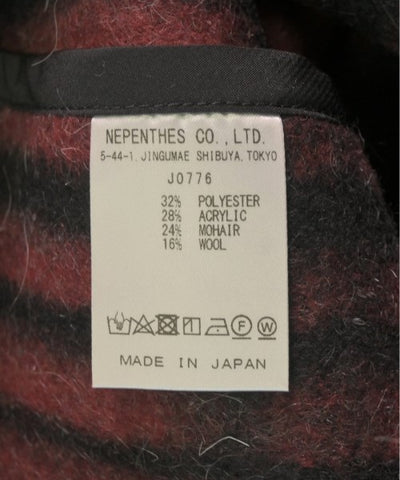 NEPENTHES CO.,LTD.
5-44-1. JINGUMAE SHIBUYA, TOKYO
J0776
32% POLYESTER
28% ACRYLIC
24% MOHAIR
16% WOOL
F W
MADE IN JAPAN